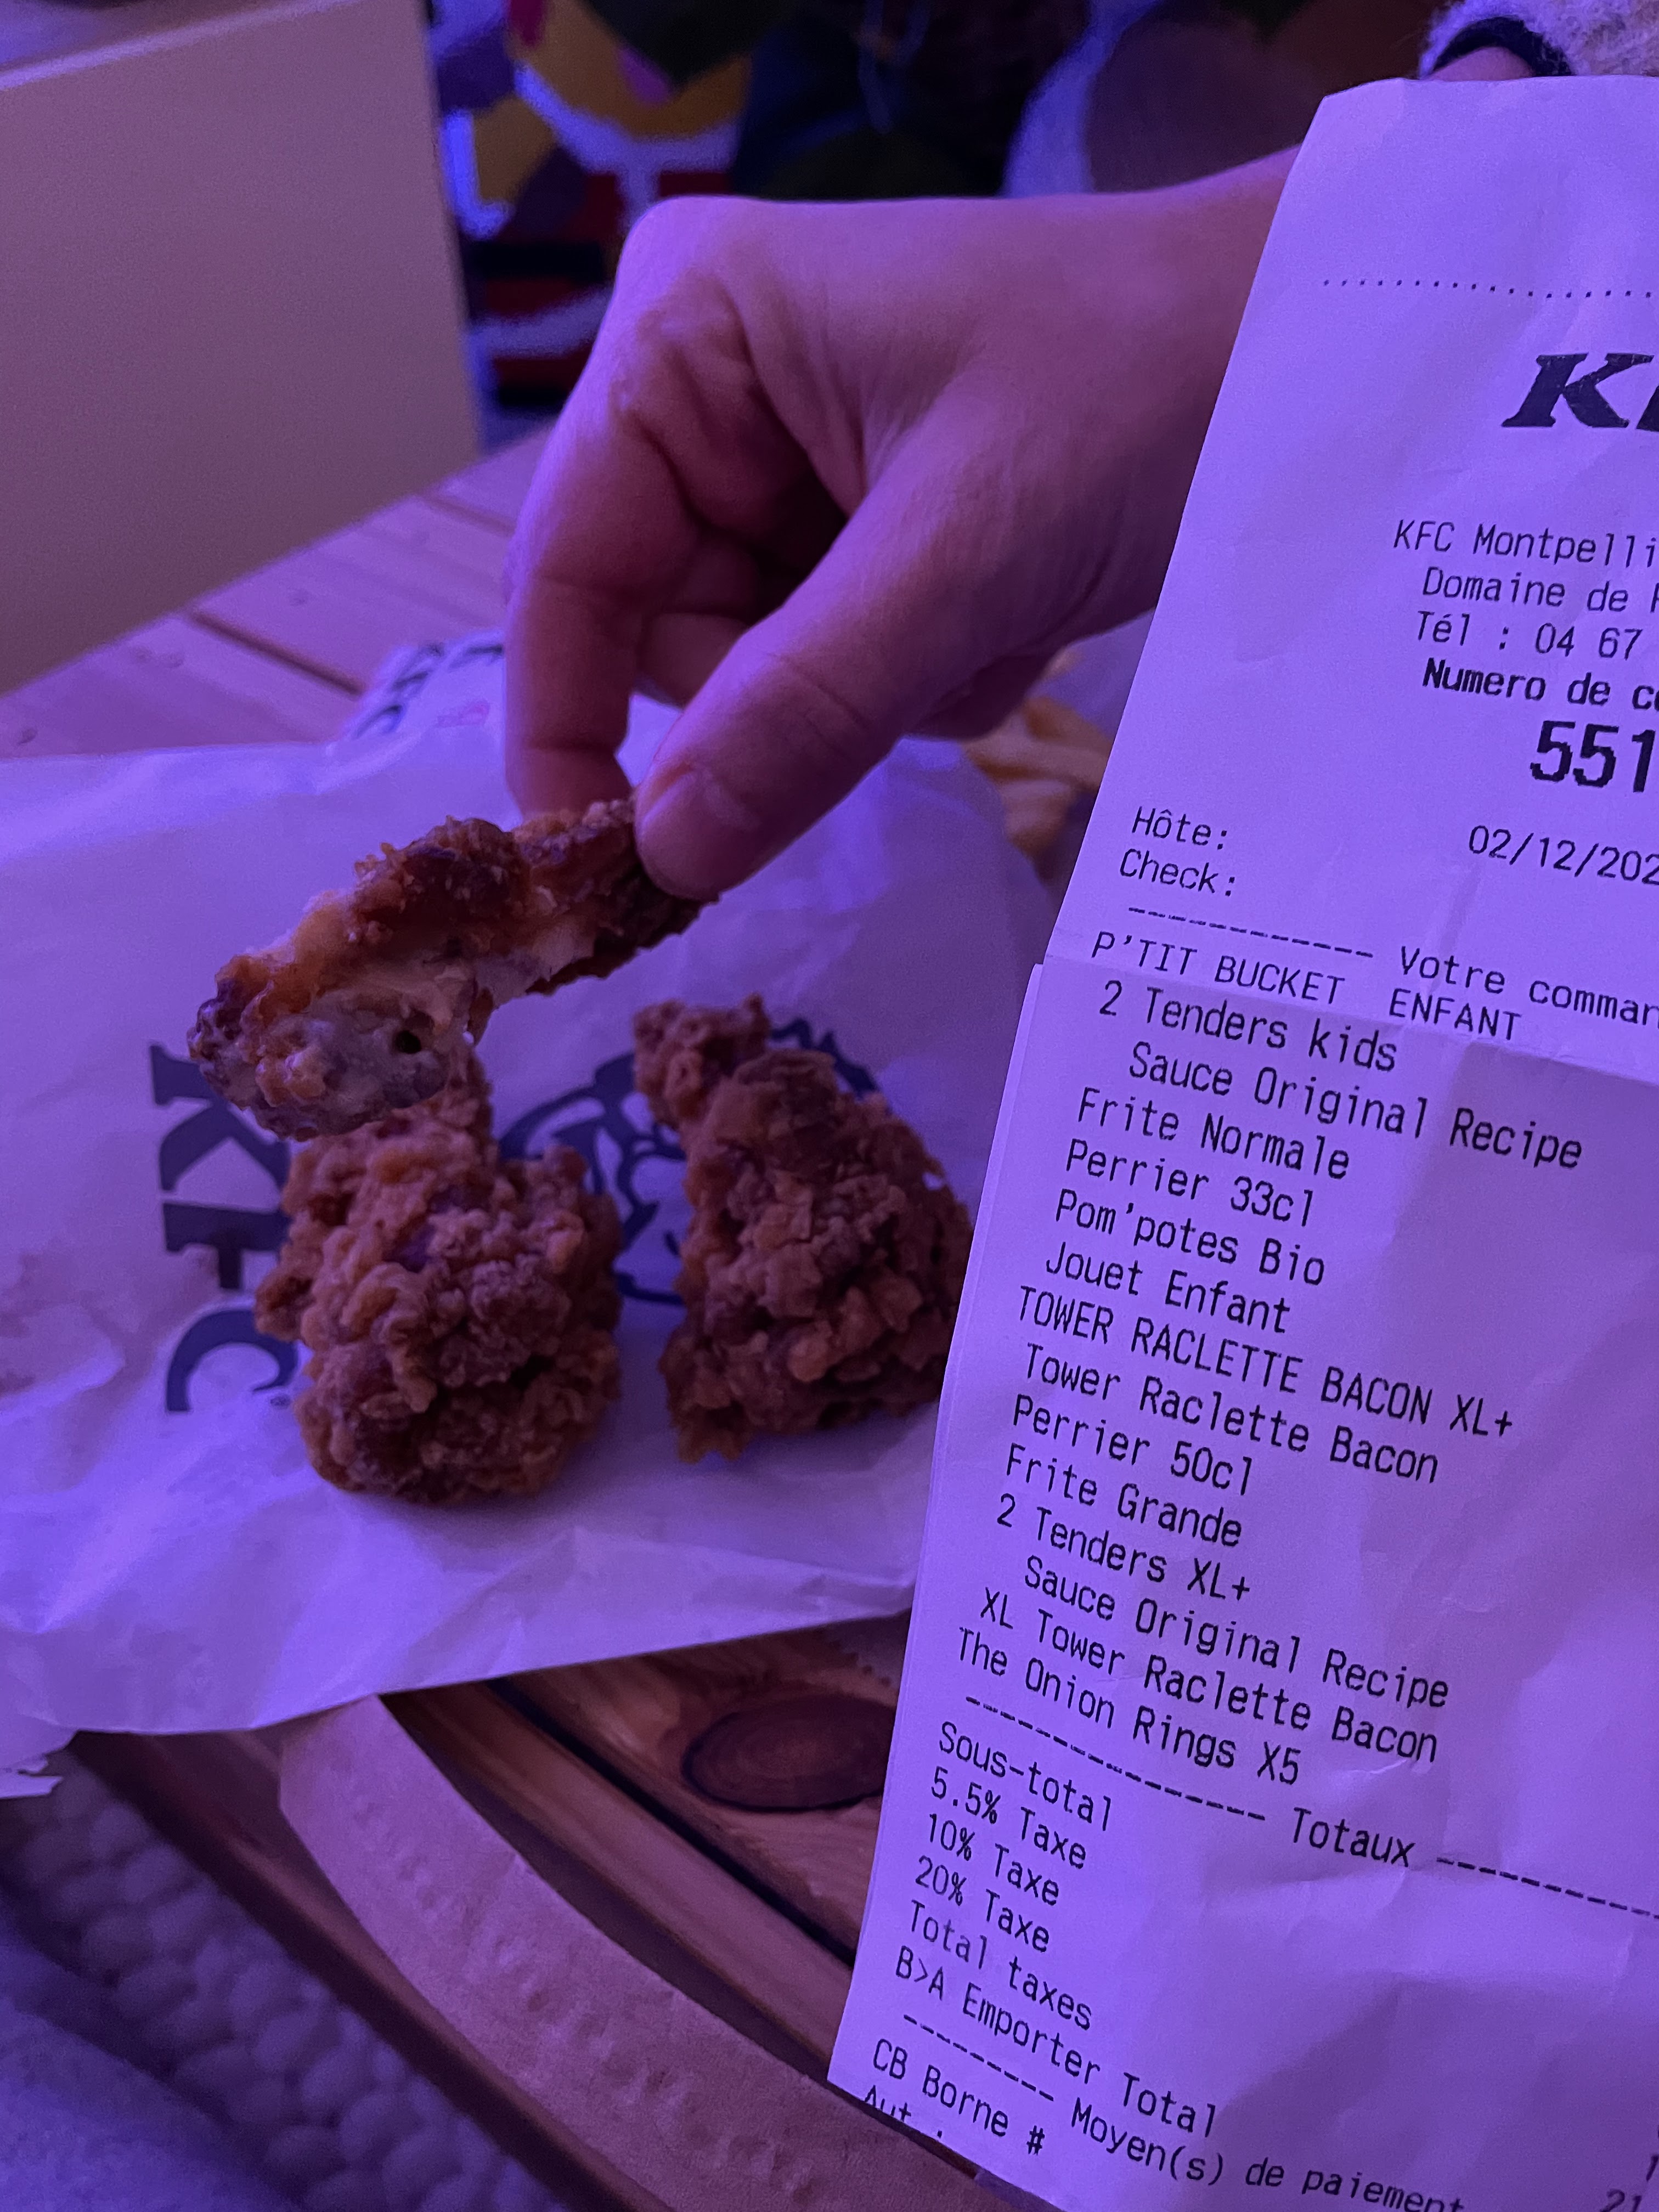 KFC
KFC Montpelli
Domaine de
Tél : 04 67
Numero de co
551
Hôte:
02/12/202
Check:
------------ Votre comman
P'TIT BUCKET ENFANT
2 Tenders kids
Sauce Original Recipe
Frite Normale
Perrier 33cl
Pom'potes Bio
Jouet Enfant
TOWER RACLETTE BACON XL+
Tower Raclette Bacon
Perrier 50cl
Frite Grande
2 Tenders XL+
Sauce Original Recipe
XL Tower Raclette Bacon
The Onion Rings X5
--------------- Totaux -----------
Sous-total
5.5% Taxe
10% Taxe
20% Taxe
Total taxes
B>A Emporter Total
-------- Moyen(s) de paiement
CB Borne #
Aut.: